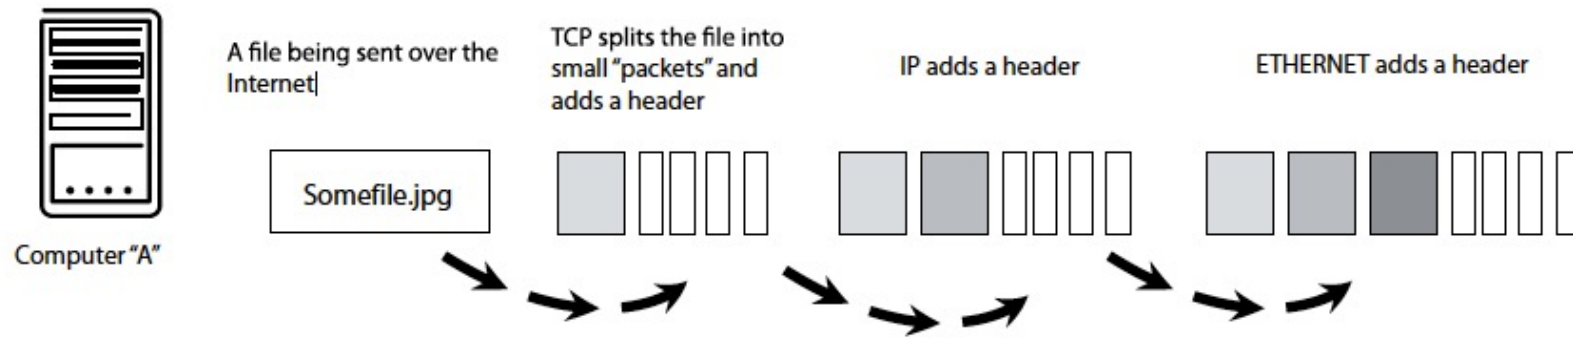 A file being sent over the
Internet
TCP splits the file into
small “packets” and
adds a header
IP adds a header
ETHERNET adds a header
Somefile.jpg
Computer “A”